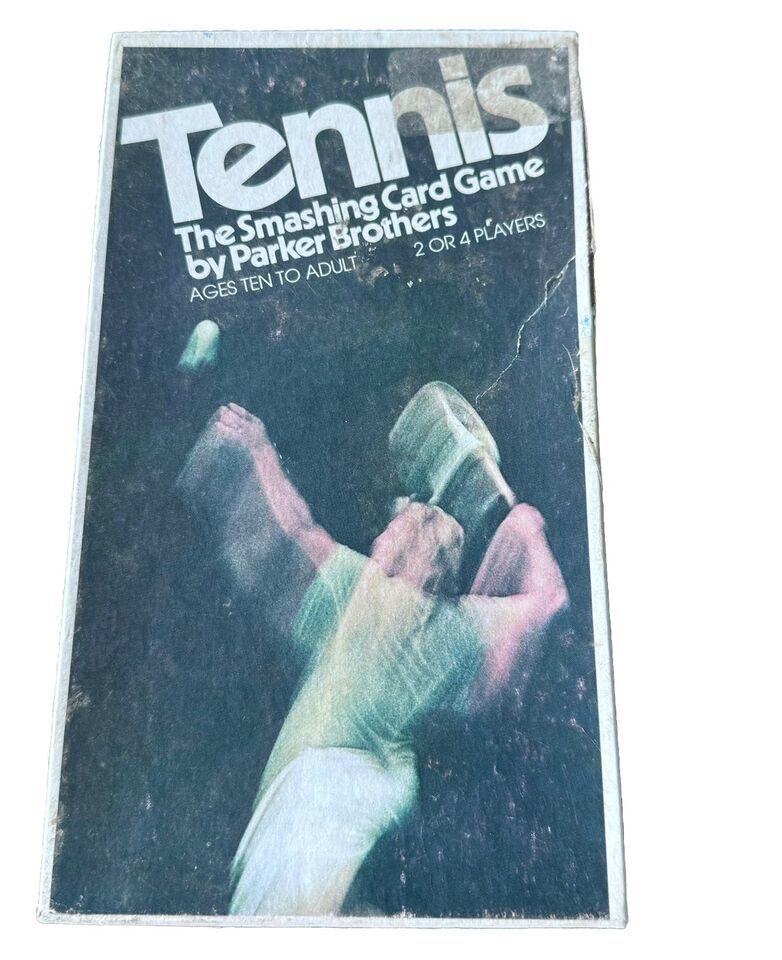 Tennis
The Smashing Card Game
by Parker Brothers
AGES TEN TO ADULT 2 OR 4 PLAYERS